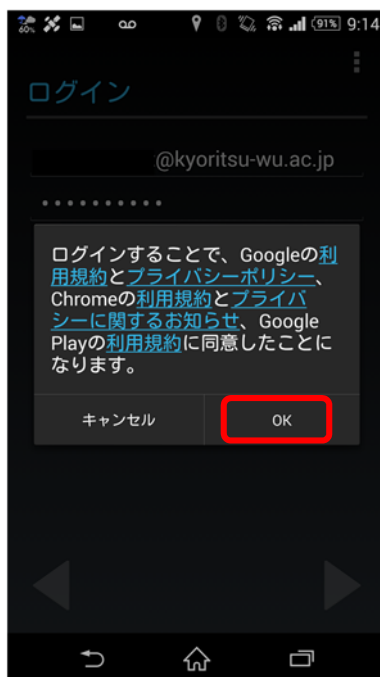 60% 91% 9:14
ログイン
@kyoritsu-wu.ac.jp
••••••••••
ログインすることで、Googleの利
用規約とプライバシーポリシー、
Chromeの利用規約とプライバ
シーに関するお知らせ、Google
Playの利用規約に同意したことに
なります。
キャンセル OK